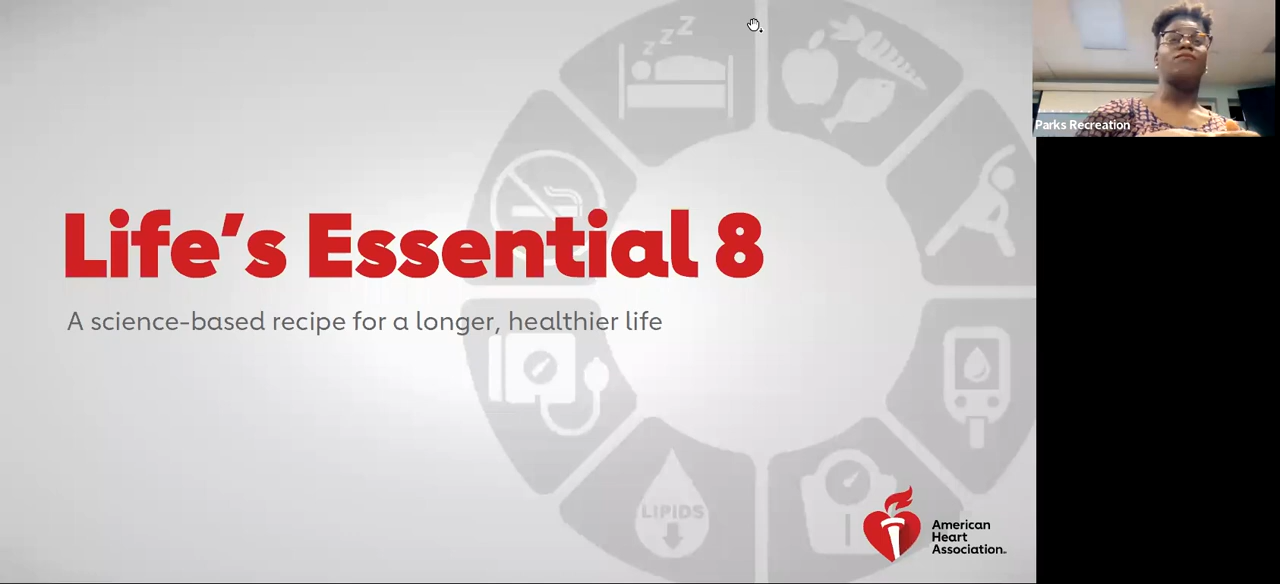 Z Z Z Z
Parks Recreation
Life's Essential 8
A science-based recipe for a longer, healthier life
LIPIDS
American
Heart
Association.